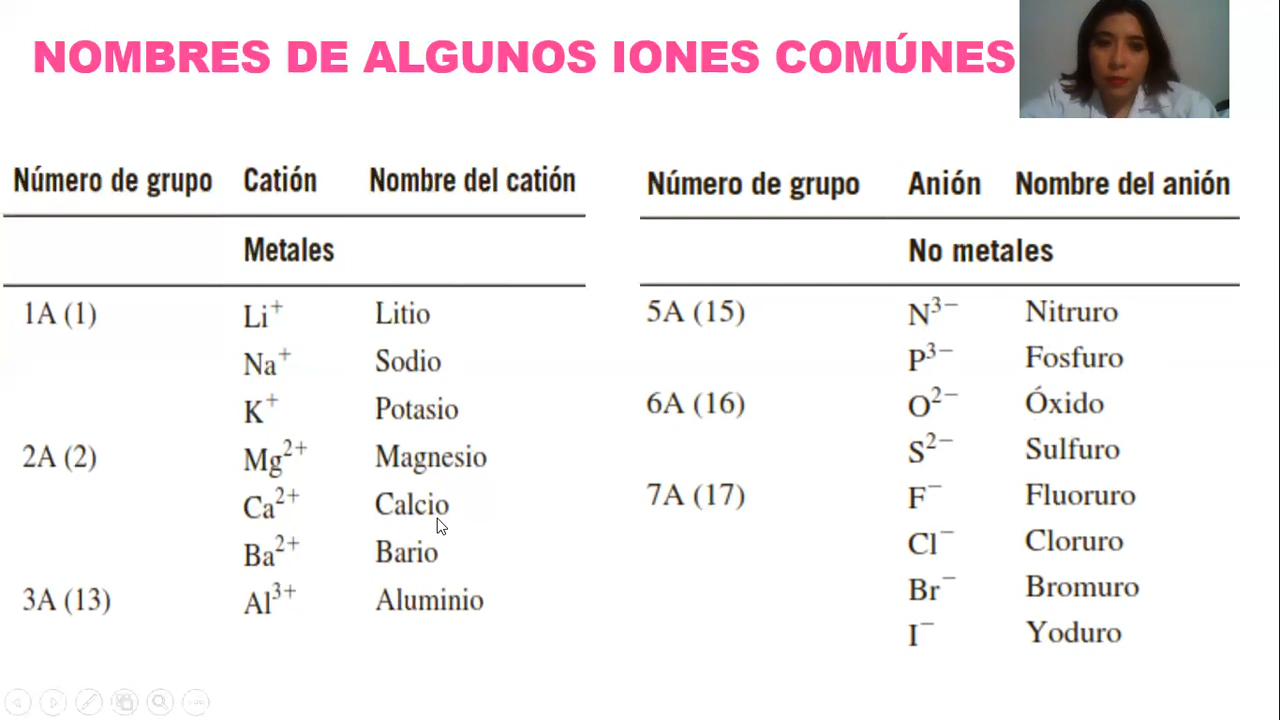 NOMBRES DE ALGUNOS IONES COMÚNES
Número de grupo Catión Nombre del catión
Metales
1A (1) Li⁺ Litio
Na⁺ Sodio
K⁺ Potasio
2A (2) Mg²⁺ Magnesio
Ca²⁺ Calcio
Ba²⁺ Bario
3A (13) Al³⁺ Aluminio
Número de grupo Anión Nombre del anión
No metales
5A (15) N³⁻ Nitruro
P³⁻ Fosfuro
6A (16) O²⁻ Óxido
S²⁻ Sulfuro
7A (17) F⁻ Fluoruro
Cl⁻ Cloruro
Br⁻ Bromuro
I⁻ Yoduro